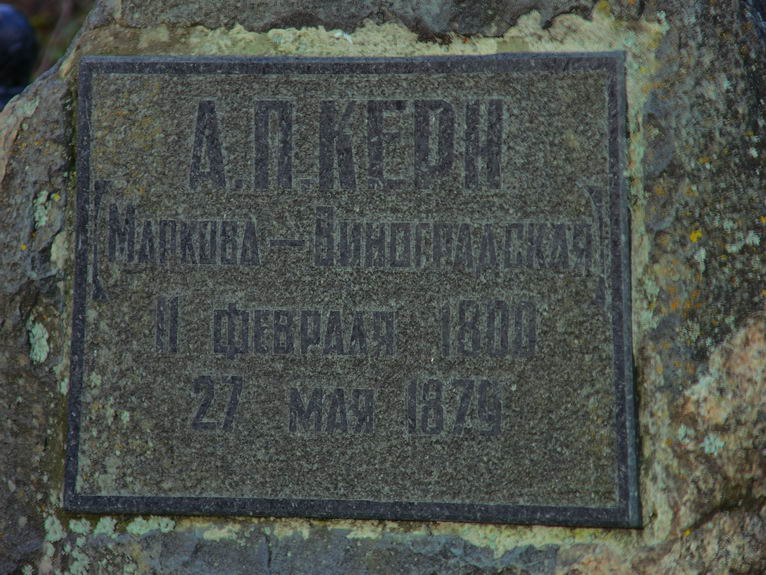 А.П.КЕРН
(МАРКОВА–ВИНОГРАДСКАЯ)
11 ФЕВРАЛЯ 1800
27 МАЯ 1879